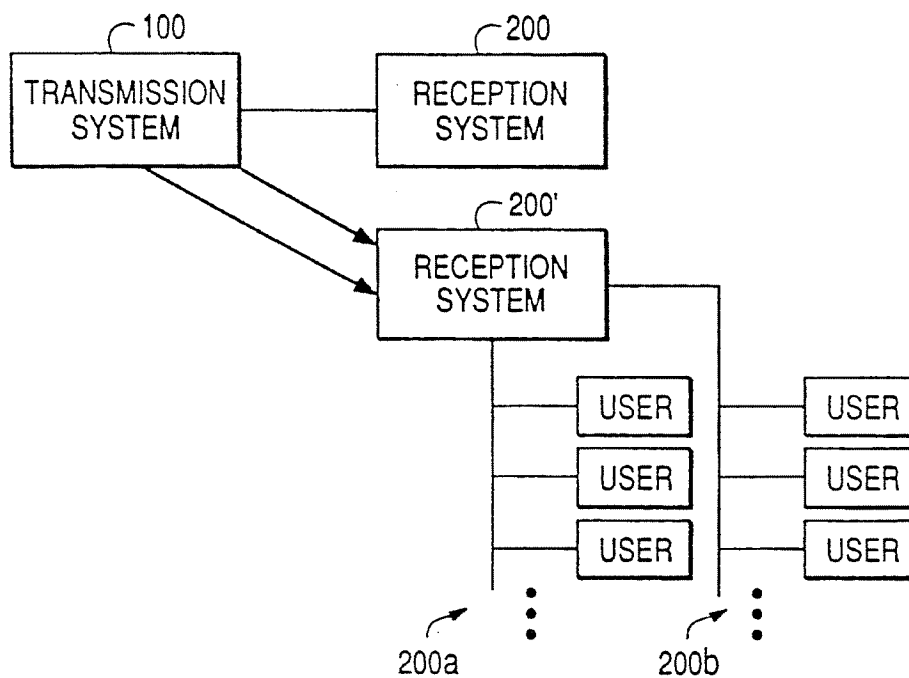 100
TRANSMISSION
SYSTEM
200
RECEPTION
SYSTEM
200'
RECEPTION
SYSTEM
USER
USER
USER
USER
USER
USER
200a
200b